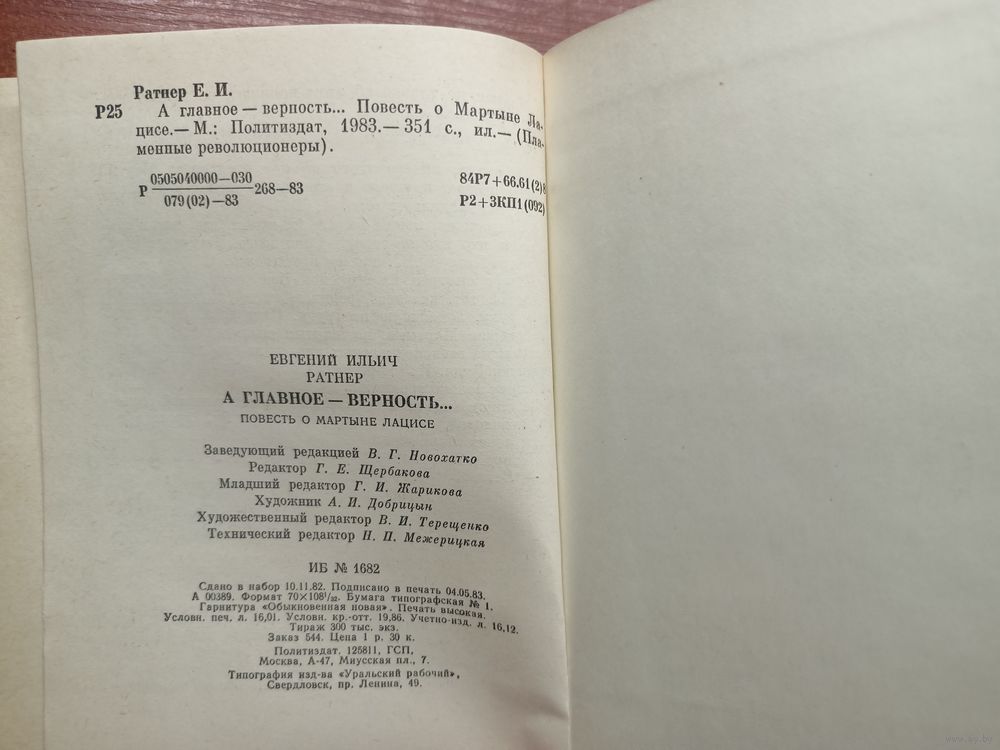 Ратнер Е. И.
Р25 А главное — верность... Повесть о Мартыне Ла-
цисе.— М.: Политиздат, 1983.— 351 с., ил.— (Пла-
менные революционеры).
Р 0505040000—030 268—83
079(02)—83
84Р7+66.61(2)8
Р2+3КП1(092)
ЕВГЕНИЙ ИЛЬИЧ
РАТНЕР
А ГЛАВНОЕ — ВЕРНОСТЬ...
ПОВЕСТЬ О МАРТЫНЕ ЛАЦИСЕ
Заведующий редакцией В. Г. Новохатко
Редактор Г. Е. Щербакова
Младший редактор Г. И. Жарикова
Художник А. И. Добрицын
Художественный редактор В. И. Терещенко
Технический редактор Н. П. Межерицкая
ИБ № 1682
Сдано в набор 10.11.82. Подписано в печать 04.05.83.
А 00389. Формат 70×108¹/₃₂. Бумага типографская № 1.
Гарнитура «Обыкновенная новая». Печать высокая.
Условн. печ. л. 16,01. Условн. кр.-отт. 19,86. Учетно-изд. л. 16,12.
Тираж 300 тыс. экз.
Заказ 544. Цена 1 р. 30 к.
Политиздат. 125811, ГСП,
Москва, А-47, Миусская пл., 7.
Типография изд-ва «Уральский рабочий»,
Свердловск, пр. Ленина, 49.